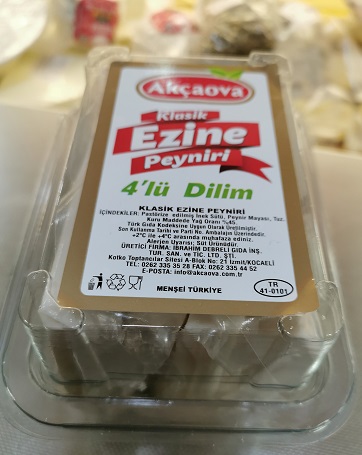 Akçaova
Klasik
Ezine
Peyniri
4'lü Dilim
KLASİK EZİNE PEYNİRİ
İÇİNDEKİLER: Pastörize edilmiş İnek Sütü, Peynir Mayası, Tuz.
Kuru Maddede Yağ Oranı
Türk Gıda Kodeksine Uygun Olarak Üretilmiştir.
Son Kullanma Tarihi ve Parti No. Ambalajın Üzerindedir.
+2°C ile +4°C arasında muhafaza ediniz.
Alerjen Uyarısı: Süt Ürünüdür.
ÜRETİCİ FİRMA: İBRAHİM DEBRELİ GIDA İNŞ.
TUR. SAN. ve TİC. LTD. ŞTİ.
Kotko Toptancılar Sitesi A-Blok No: 21 İzmit/KOCAELİ
TEL: 0262 335 35 28 FAX: 0262 335 44 52
E-POSTA: info@akcaova.com.tr
MENŞEİ TÜRKİYE
TR
41-0101